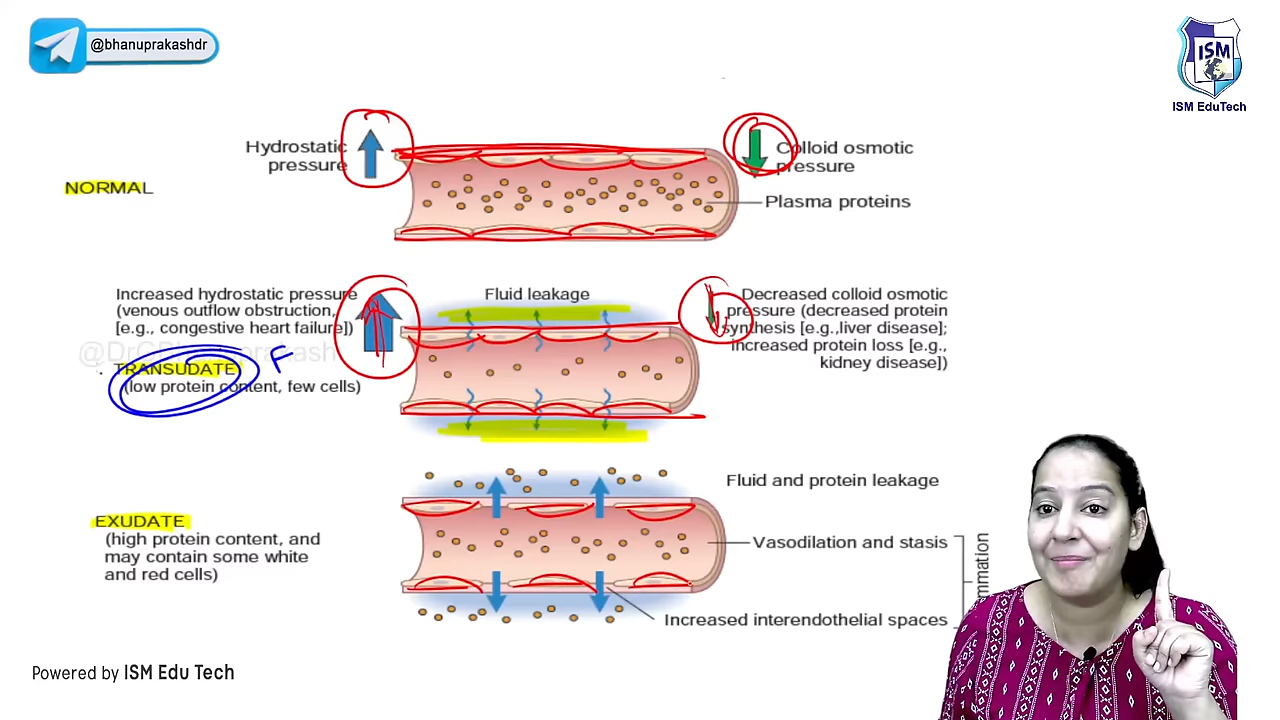 @bhanuprakashdr
ISM
ISM EduTech
Hydrostatic
pressure
Colloid osmotic
pressure
NORMAL
Plasma proteins
Increased hydrostatic pressure
(venous outflow obstruction,
[e.g., congestive heart failure])
Fluid leakage
Decreased colloid osmotic
pressure (decreased protein
synthesis [e.g.,liver disease];
increased protein loss [e.g.,
kidney disease])
TRANSUDATE
F
(low protein content, few cells)
Fluid and protein leakage
EXUDATE
(high protein content, and
may contain some white
and red cells)
Vasodilation and stasis
Increased interendothelial spaces
Powered by ISM Edu Tech